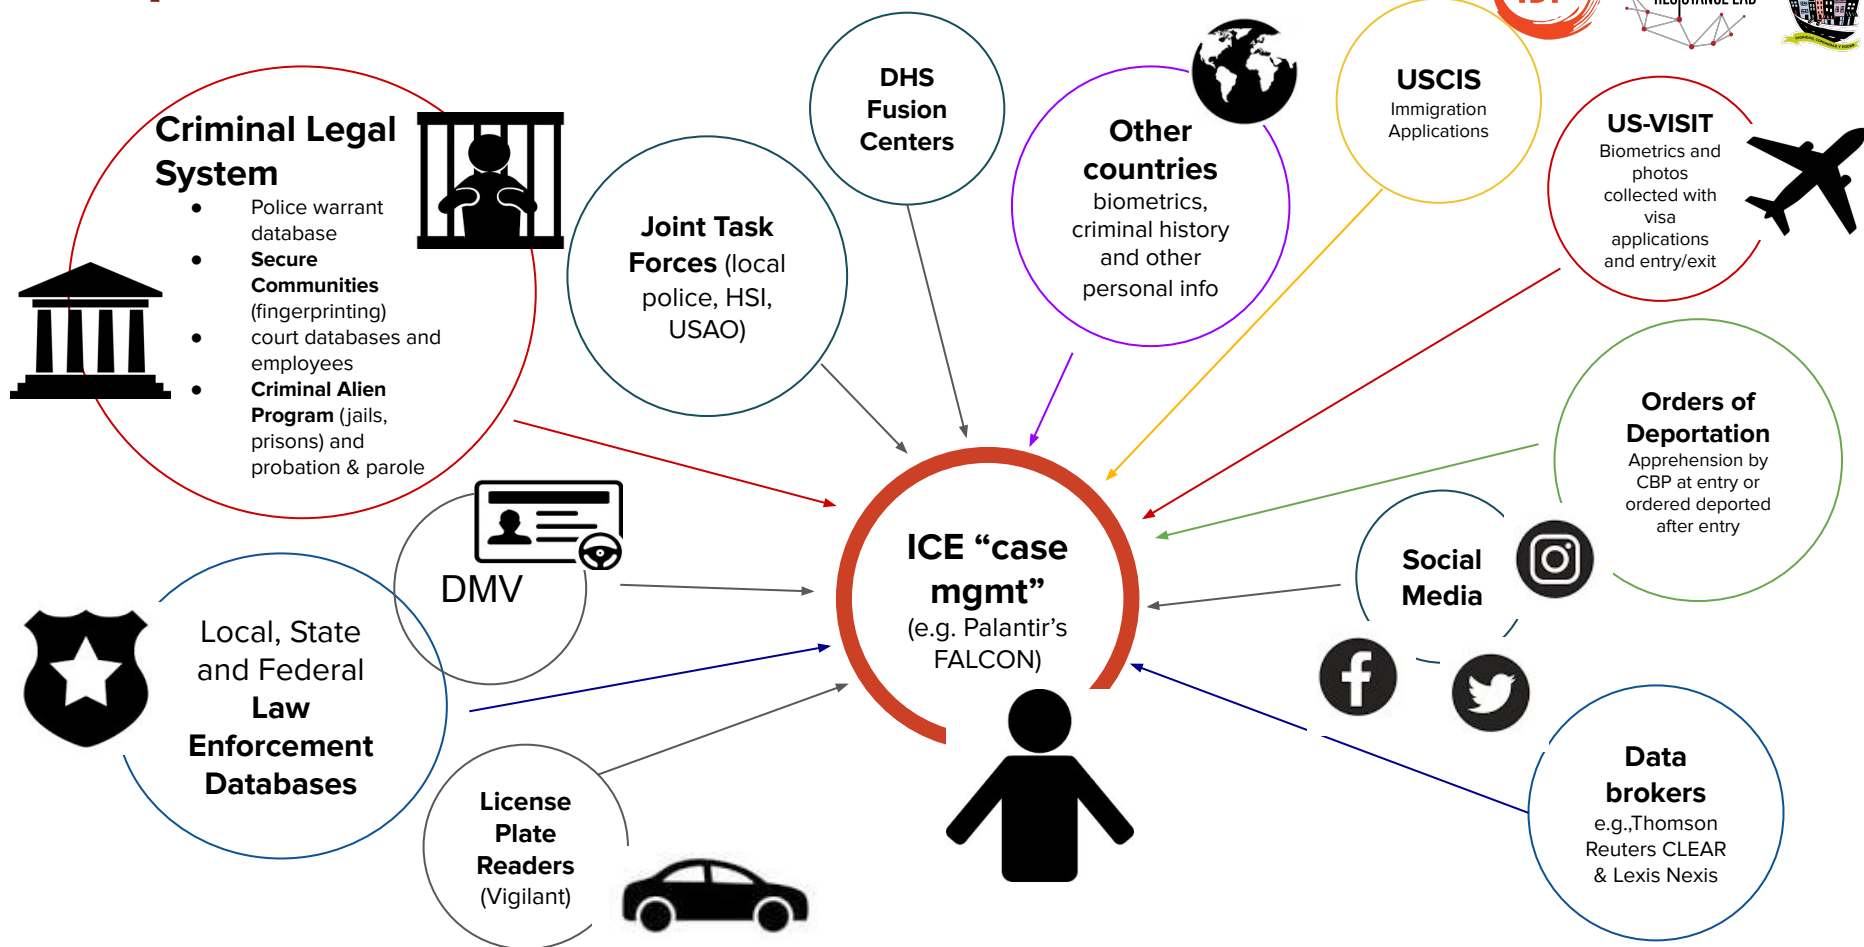 Criminal Legal
System
● Police warrant
database
● Secure
Communities
(fingerprinting)
● court databases and
employees
● Criminal Alien
Program (jails,
prisons) and
probation & parole
Joint Task
Forces (local
police, HSI,
USAO)
DHS
Fusion
Centers
Other
countries
biometrics,
criminal history
and other
personal info
USCIS
Immigration
Applications
US-VISIT
Biometrics and
photos
collected with
visa
applications
and entry/exit
Orders of
Deportation
Apprehension by
CBP at entry or
ordered deported
after entry
Social
Media
Data
brokers
e.g.,Thomson
Reuters CLEAR
& Lexis Nexis
ICE “case
mgmt”
(e.g. Palantir’s
FALCON)
DMV
Local, State
and Federal
Law
Enforcement
Databases
License
Plate
Readers
(Vigilant)